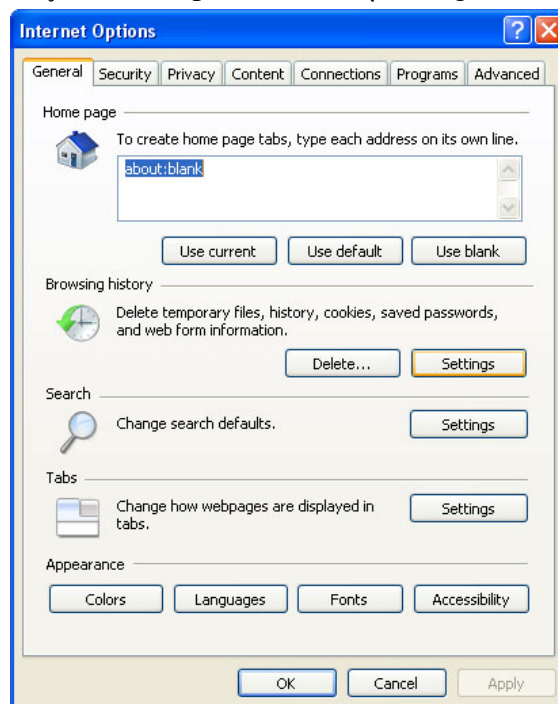 Internet Options
General Security Privacy Content Connections Programs Advanced
Home page
To create home page tabs, type each address on its own line.
about:blank
Use current Use default Use blank
Browsing history
Delete temporary files, history, cookies, saved passwords,
and web form information.
Delete... Settings
Search
Change search defaults. Settings
Tabs
Change how webpages are displayed in
tabs.
Settings
Appearance
Colors Languages Fonts Accessibility
OK Cancel Apply